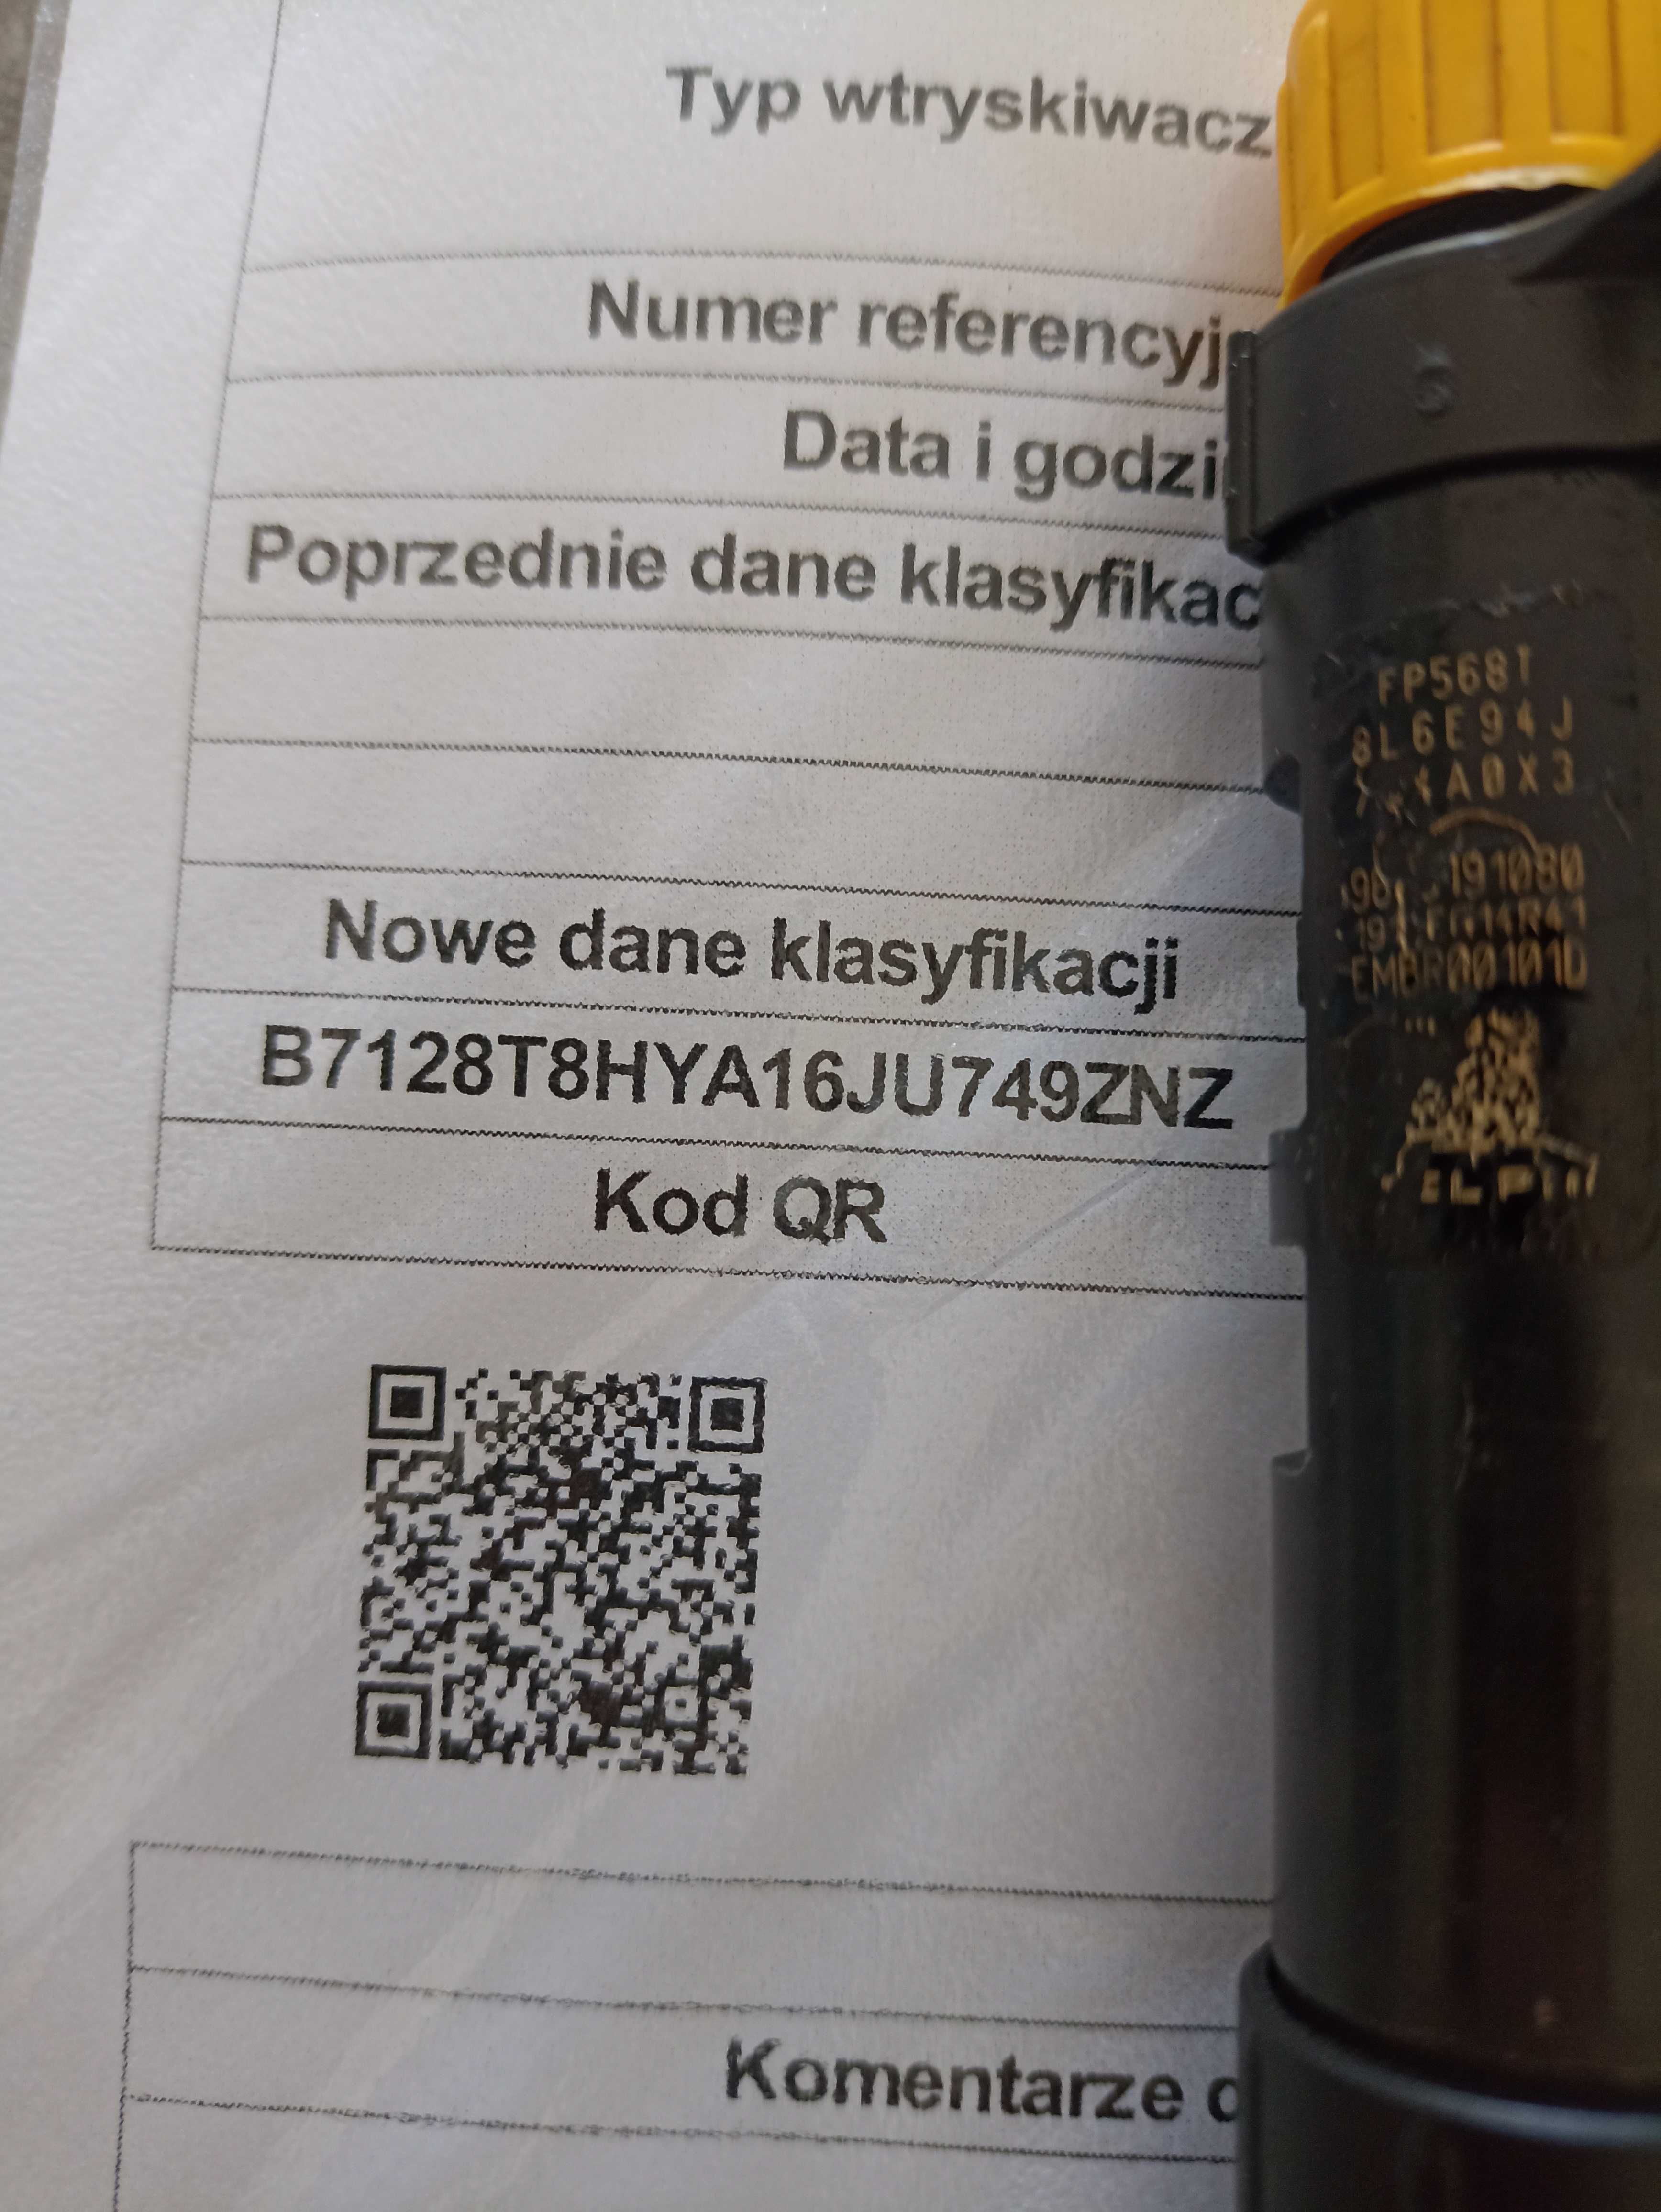 Typ wtryskiwacz
Numer referencyj
Data i godzi
Poprzednie dane klasyfikac
Nowe dane klasyfikacji
B7128T8HYA16JU749ZNZ
Kod QR
Komentarze
FP568T
8L6E94J
A0X3
191080
EMBR00101D